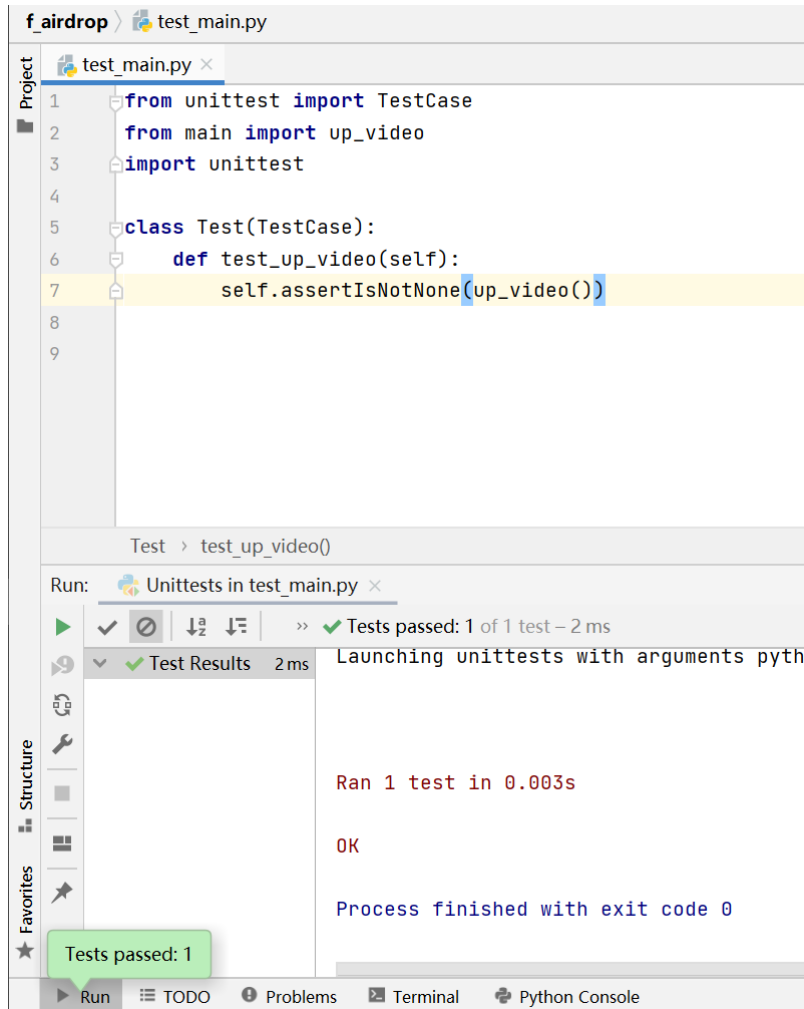 f_airdrop > test_main.py
Project
test_main.py ×
1 from unittest import TestCase
2 from main import up_video
3 import unittest
4
5 class Test(TestCase):
6     def test_up_video(self):
7         self.assertIsNotNone(up_video())
8
9
Test > test_up_video()
Run: Unittests in test_main.py ×
» Tests passed: 1 of 1 test – 2 ms
Test Results 2 ms
Launching unittests with arguments pyth
Ran 1 test in 0.003s
OK
Process finished with exit code 0
Structure
Favorites
Tests passed: 1
Run TODO Problems Terminal Python Console